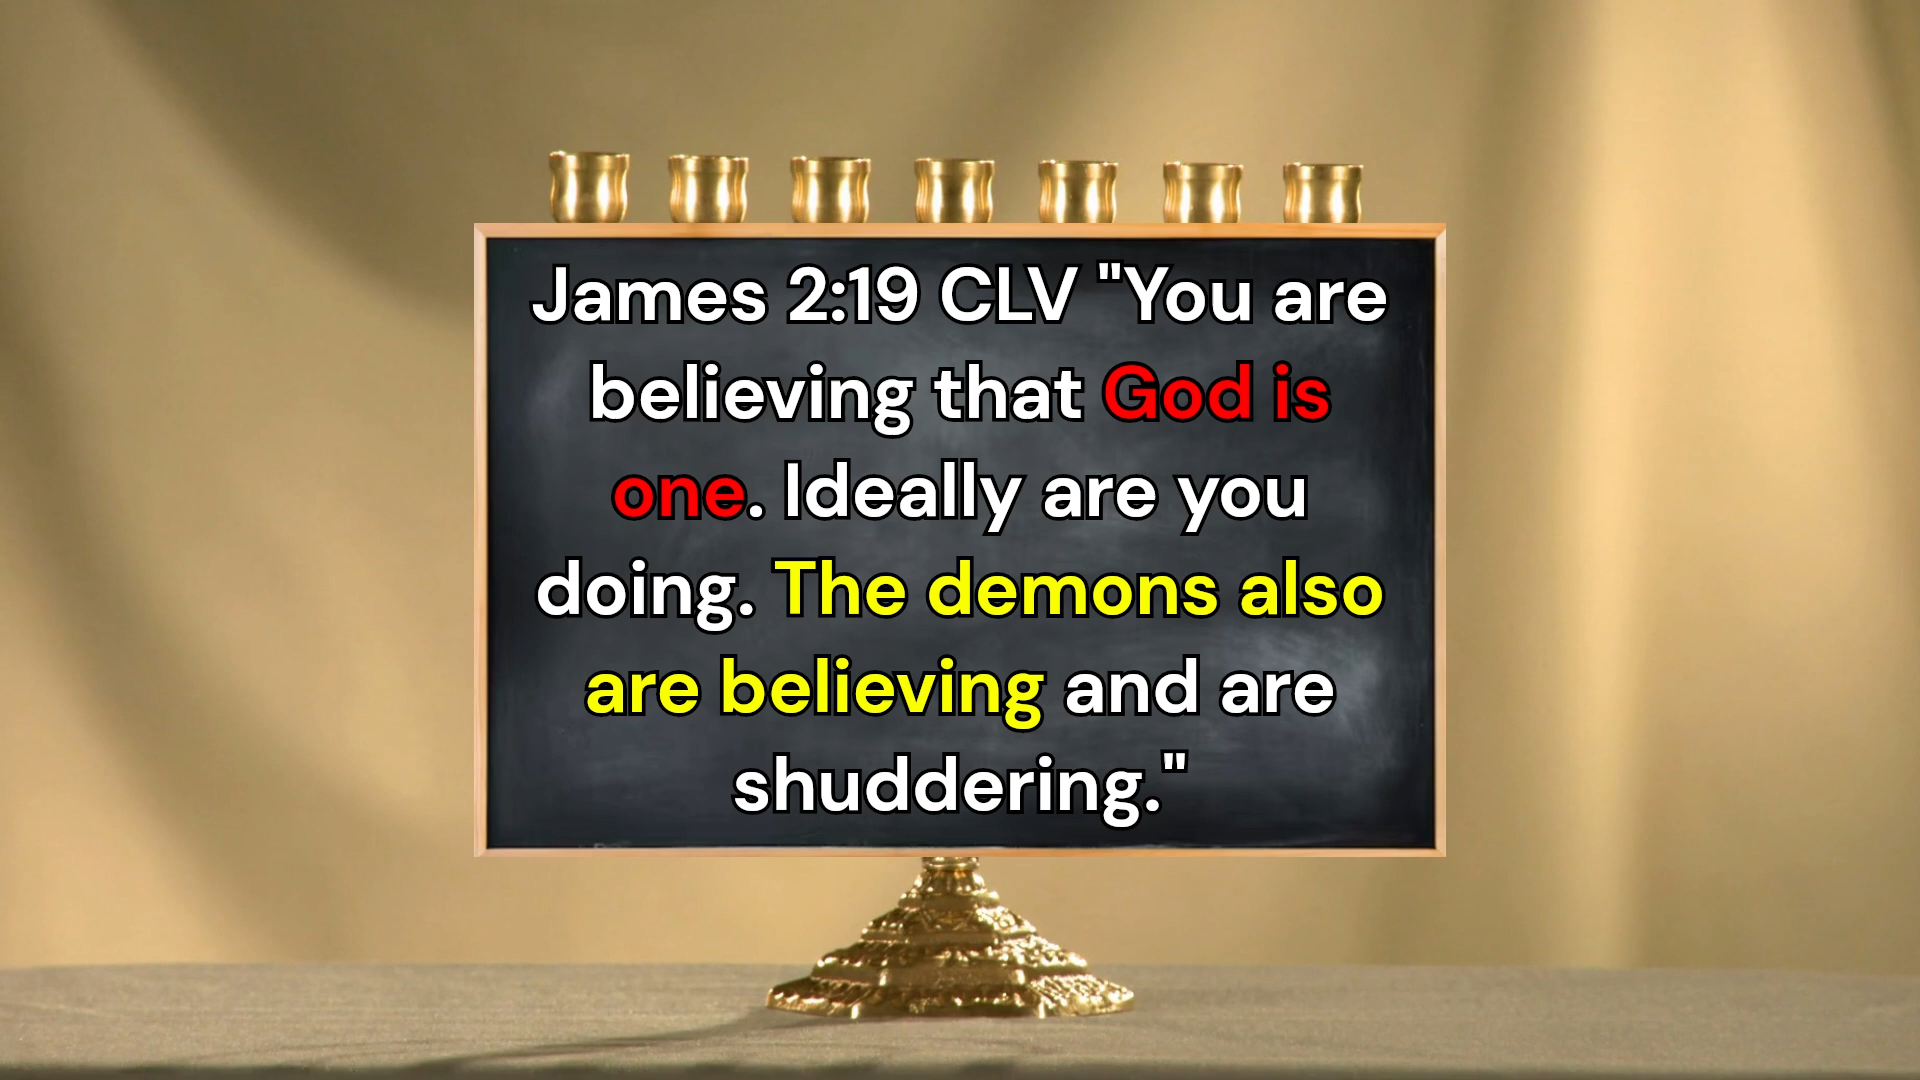 James 2:19 CLV "You are
believing that God is
one. Ideally are you
doing. The demons also
are believing and are
shuddering."